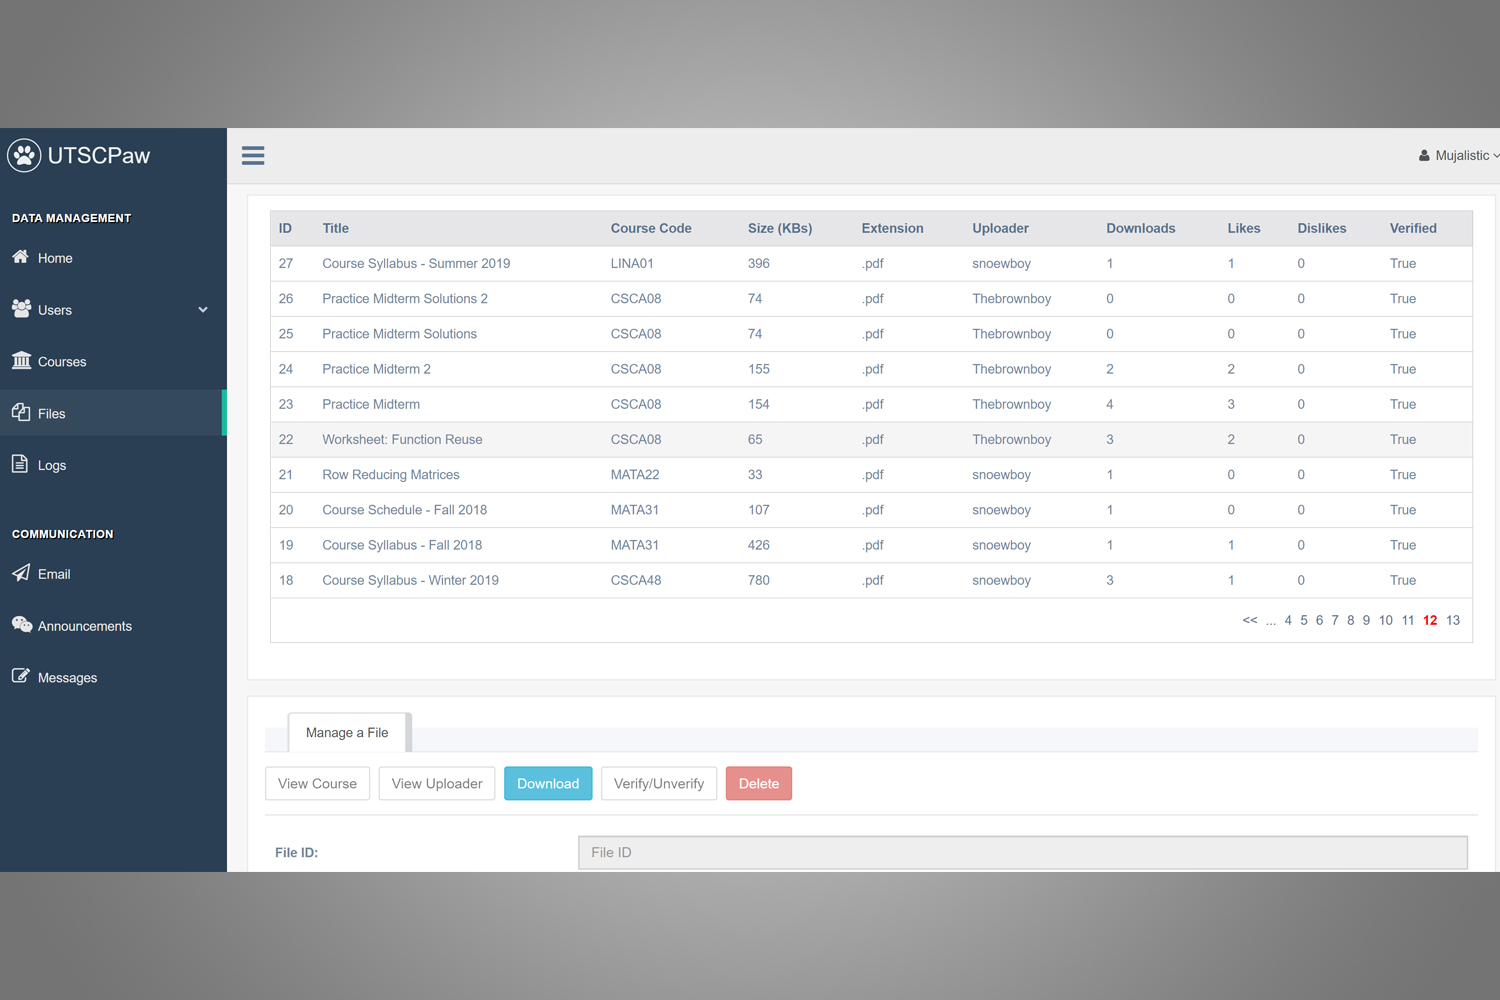 UTSCPaw
Mujalistic
DATA MANAGEMENT
Home
Users
Courses
Files
Logs
COMMUNICATION
Email
Announcements
Messages
ID Title Course Code Size (KBs) Extension Uploader Downloads Likes Dislikes Verified
27 Course Syllabus - Summer 2019 LINA01 396 .pdf snoewboy 1 1 0 True
26 Practice Midterm Solutions 2 CSCA08 74 .pdf Thebrownboy 0 0 0 True
25 Practice Midterm Solutions CSCA08 74 .pdf Thebrownboy 0 0 0 True
24 Practice Midterm 2 CSCA08 155 .pdf Thebrownboy 2 2 0 True
23 Practice Midterm CSCA08 154 .pdf Thebrownboy 4 3 0 True
22 Worksheet: Function Reuse CSCA08 65 .pdf Thebrownboy 3 2 0 True
21 Row Reducing Matrices MATA22 33 .pdf snoewboy 1 0 0 True
20 Course Schedule - Fall 2018 MATA31 107 .pdf snoewboy 1 0 0 True
19 Course Syllabus - Fall 2018 MATA31 426 .pdf snoewboy 1 1 0 True
18 Course Syllabus - Winter 2019 CSCA48 780 .pdf snoewboy 3 1 0 True
<< ... 4 5 6 7 8 9 10 11 12 13
Manage a File
View Course View Uploader Download Verify/Unverify Delete
File ID: File ID